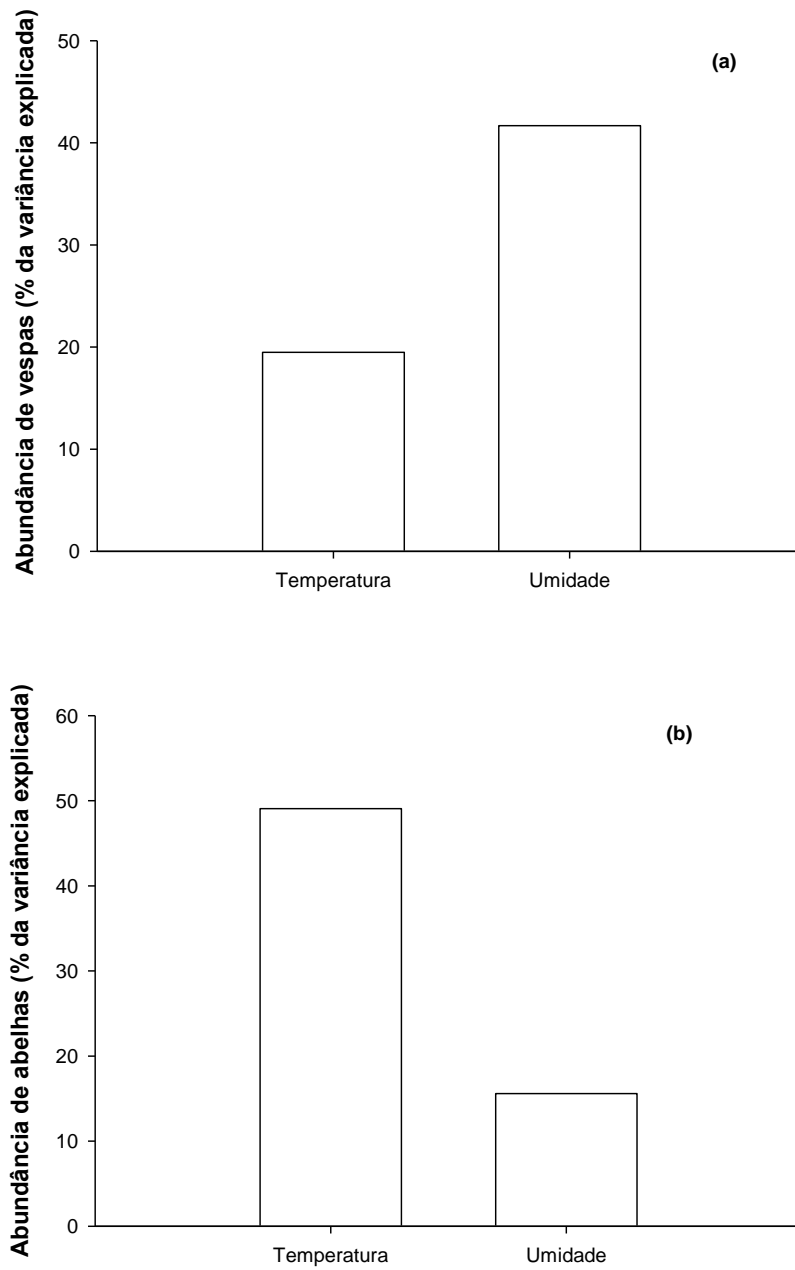 Abundância de vespas (% da variância explicada)
50
40
30
20
10
0
(a)
Temperatura
Umidade
Abundância de abelhas (% da variância explicada)
60
50
40
30
20
10
0
(b)
Temperatura
Umidade